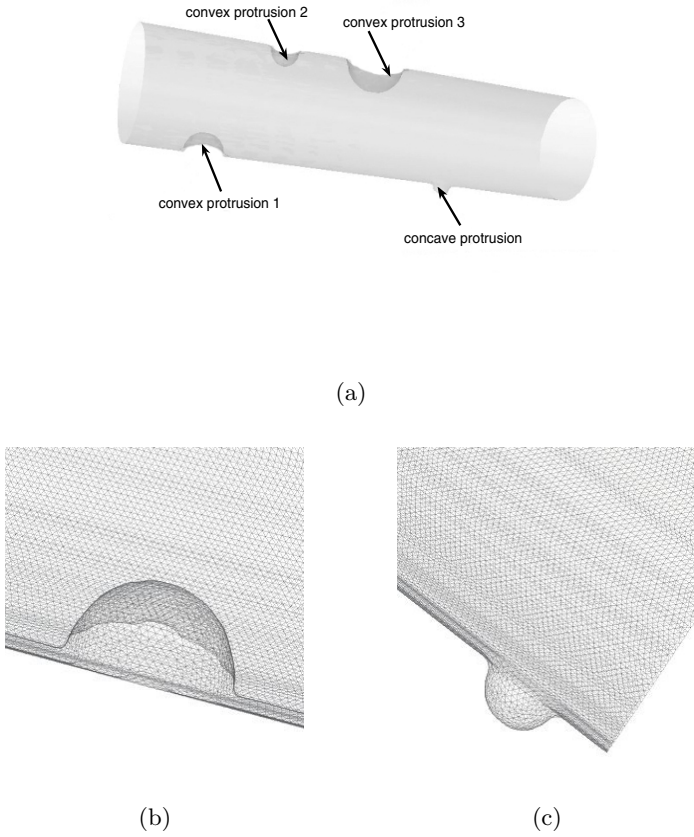 convex protrusion 2
convex protrusion 3
convex protrusion 1
concave protrusion
(a)
(b)
(c)